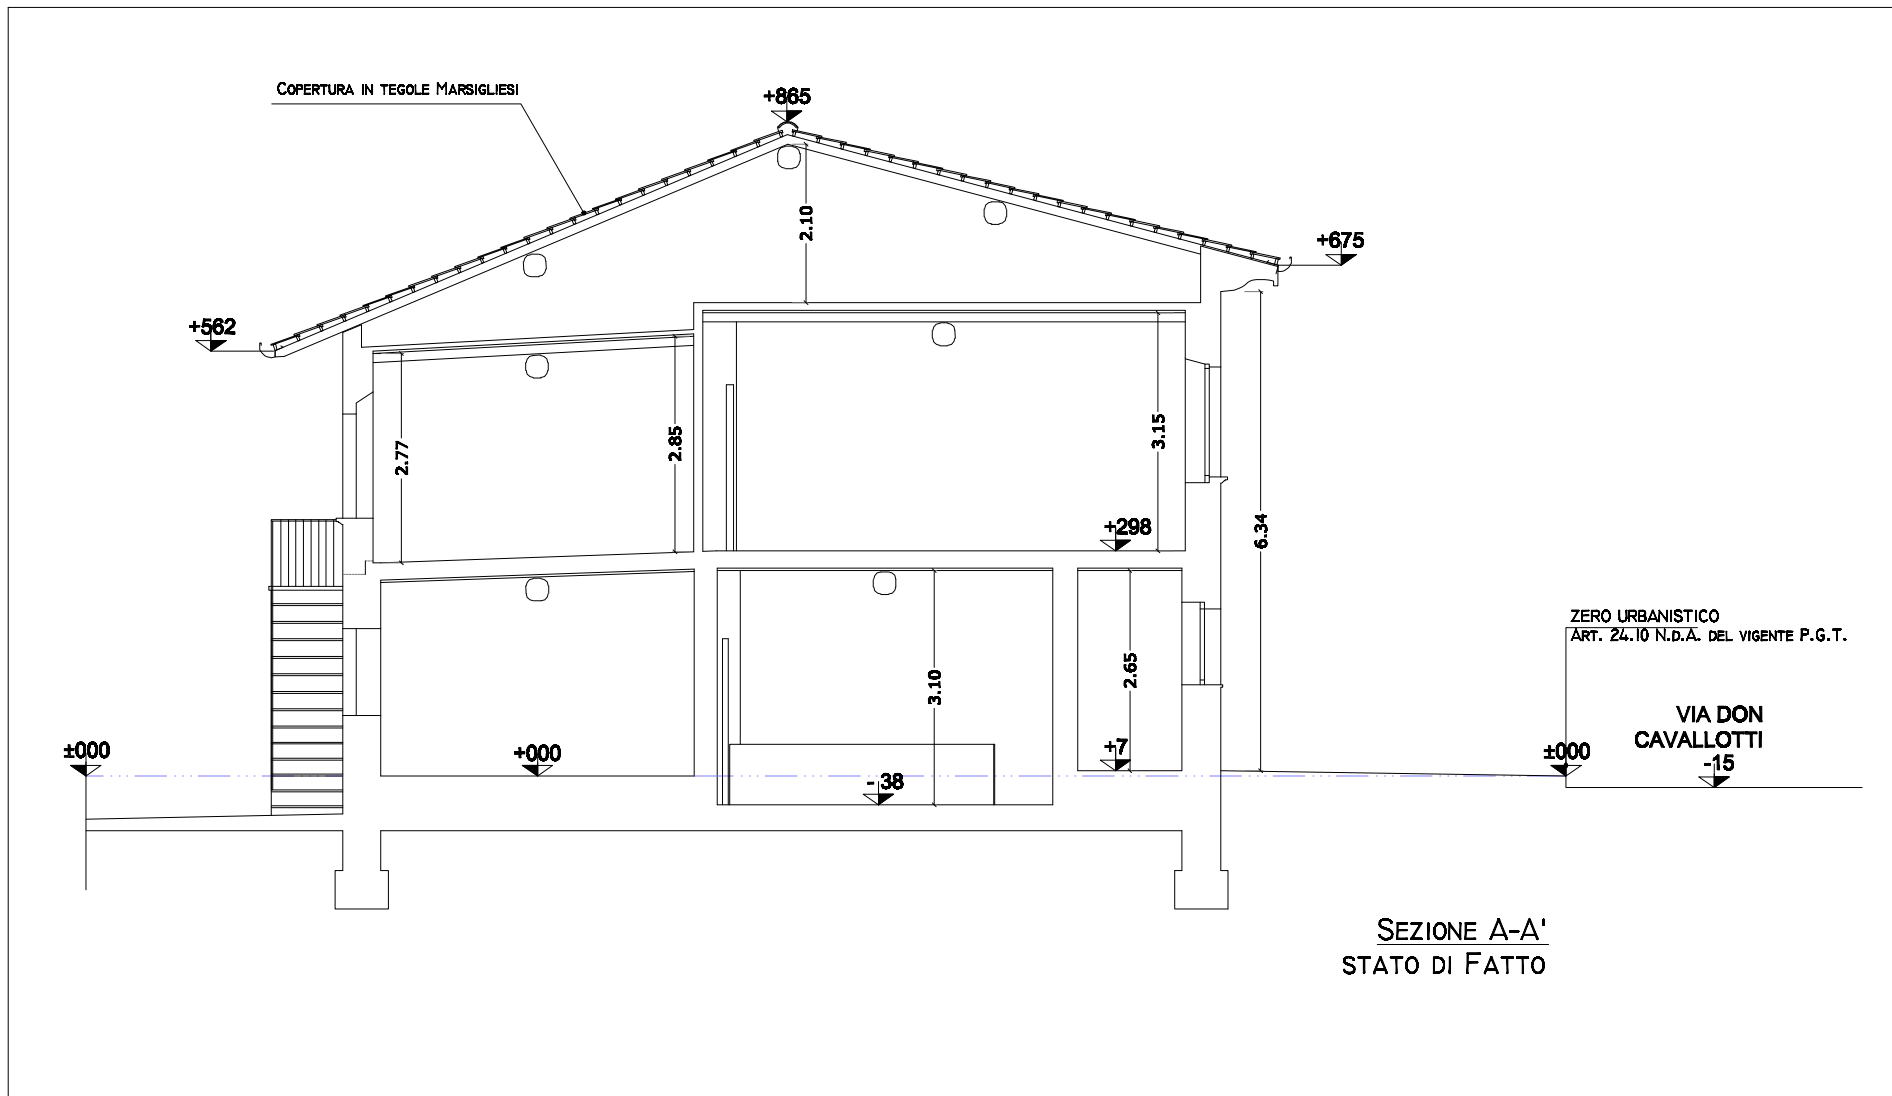 COPERTURA IN TEGOLE MARSIGLIESI
+865
+675
+562
2.10
2.77
2.85
3.15
+298
6.34
ZERO URBANISTICO
ART. 24.10 N.D.A. DEL VIGENTE P.G.T.
2.65
3.10
VIA DON
CAVALLOTTI
-15
±000
+000
+7
±000
- 38
SEZIONE A-A'
STATO DI FATTO